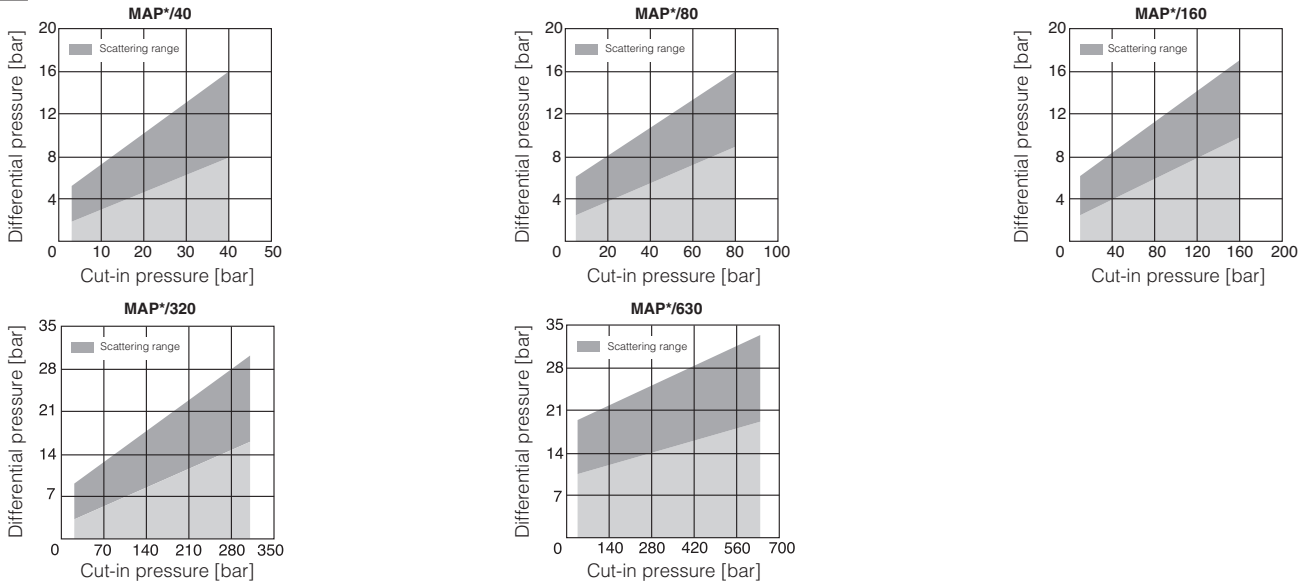 MAP*/40
Differential pressure [bar]
20
16
12
8
4
0
Scattering range
10 20 30 40 50
Cut-in pressure [bar]
MAP*/80
Differential pressure [bar]
20
16
12
8
4
0
Scattering range
20 40 60 80 100
Cut-in pressure [bar]
MAP*/160
Differential pressure [bar]
20
16
12
8
4
0
Scattering range
40 80 120 160 200
Cut-in pressure [bar]
MAP*/320
Differential pressure [bar]
35
28
21
14
7
0
Scattering range
70 140 210 280 350
Cut-in pressure [bar]
MAP*/630
Differential pressure [bar]
35
28
21
14
7
0
Scattering range
140 280 420 560 700
Cut-in pressure [bar]